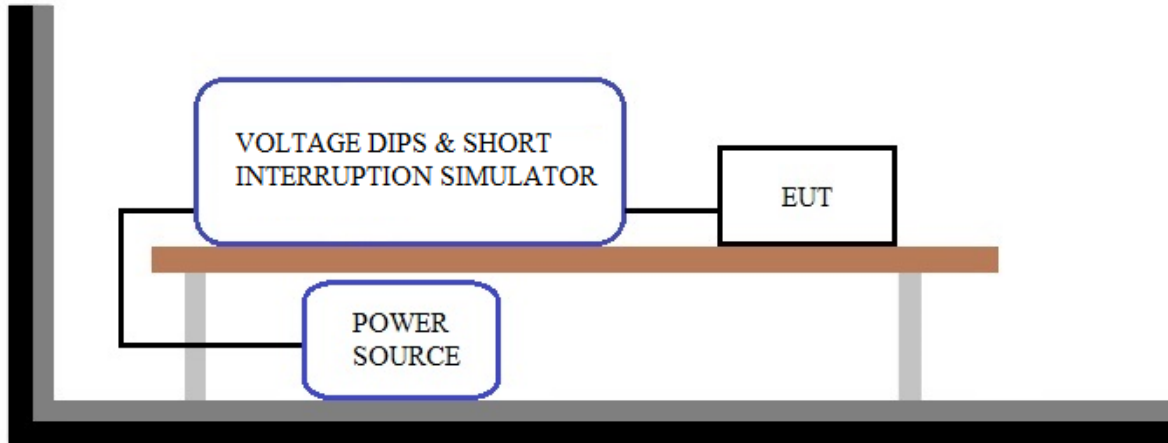 VOLTAGE DIPS & SHORT
INTERRUPTION SIMULATOR
EUT
POWER
SOURCE